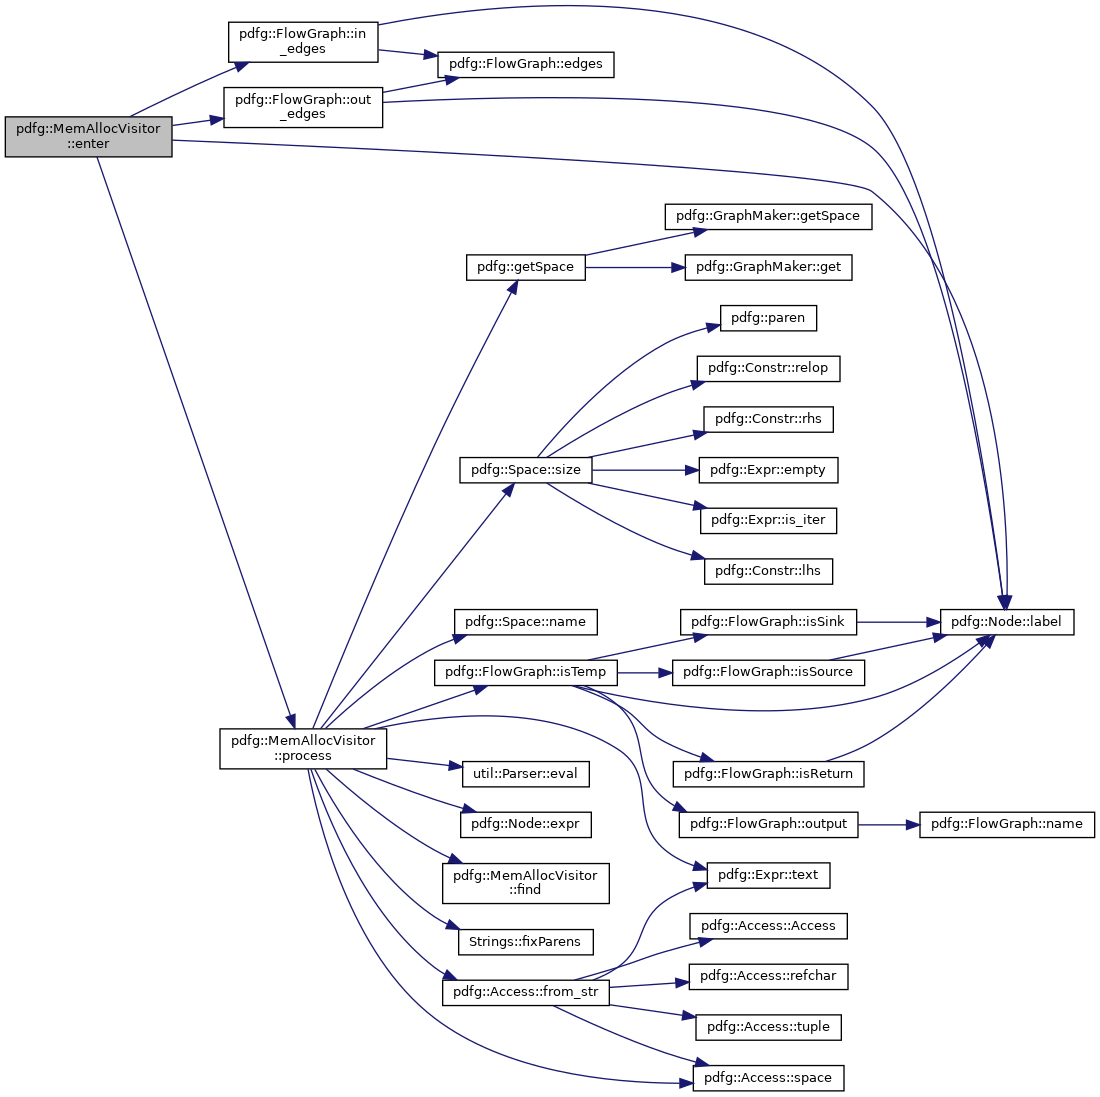 pdfg::FlowGraph::in
_edges
pdfg::FlowGraph::edges
pdfg::FlowGraph::out
_edges
pdfg::MemAllocVisitor
::enter
pdfg::GraphMaker::getSpace
pdfg::getSpace
pdfg::GraphMaker::get
pdfg::paren
pdfg::Constr::relop
pdfg::Constr::rhs
pdfg::Space::size
pdfg::Expr::empty
pdfg::Expr::is_iter
pdfg::Constr::lhs
pdfg::Space::name
pdfg::FlowGraph::isSink
pdfg::Node::label
pdfg::FlowGraph::isTemp
pdfg::FlowGraph::isSource
pdfg::MemAllocVisitor
::process
util::Parser::eval
pdfg::FlowGraph::isReturn
pdfg::Node::expr
pdfg::FlowGraph::output
pdfg::FlowGraph::name
pdfg::MemAllocVisitor
::find
pdfg::Expr::text
Strings::fixParens
pdfg::Access::Access
pdfg::Access::from_str
pdfg::Access::refchar
pdfg::Access::tuple
pdfg::Access::space